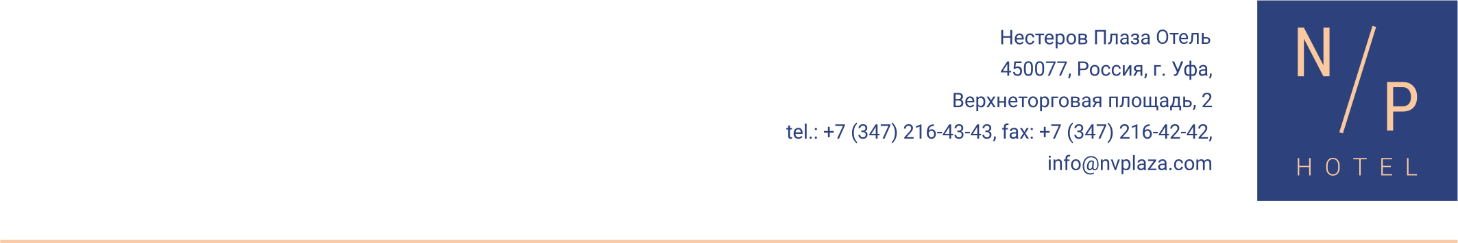 Нестеров Плаза Отель
450077, Россия, г. Уфа,
Верхнеторговая площадь, 2
tel.: +7 (347) 216-43-43, fax: +7 (347) 216-42-42,
info@nvplaza.com
N/P
HOTEL